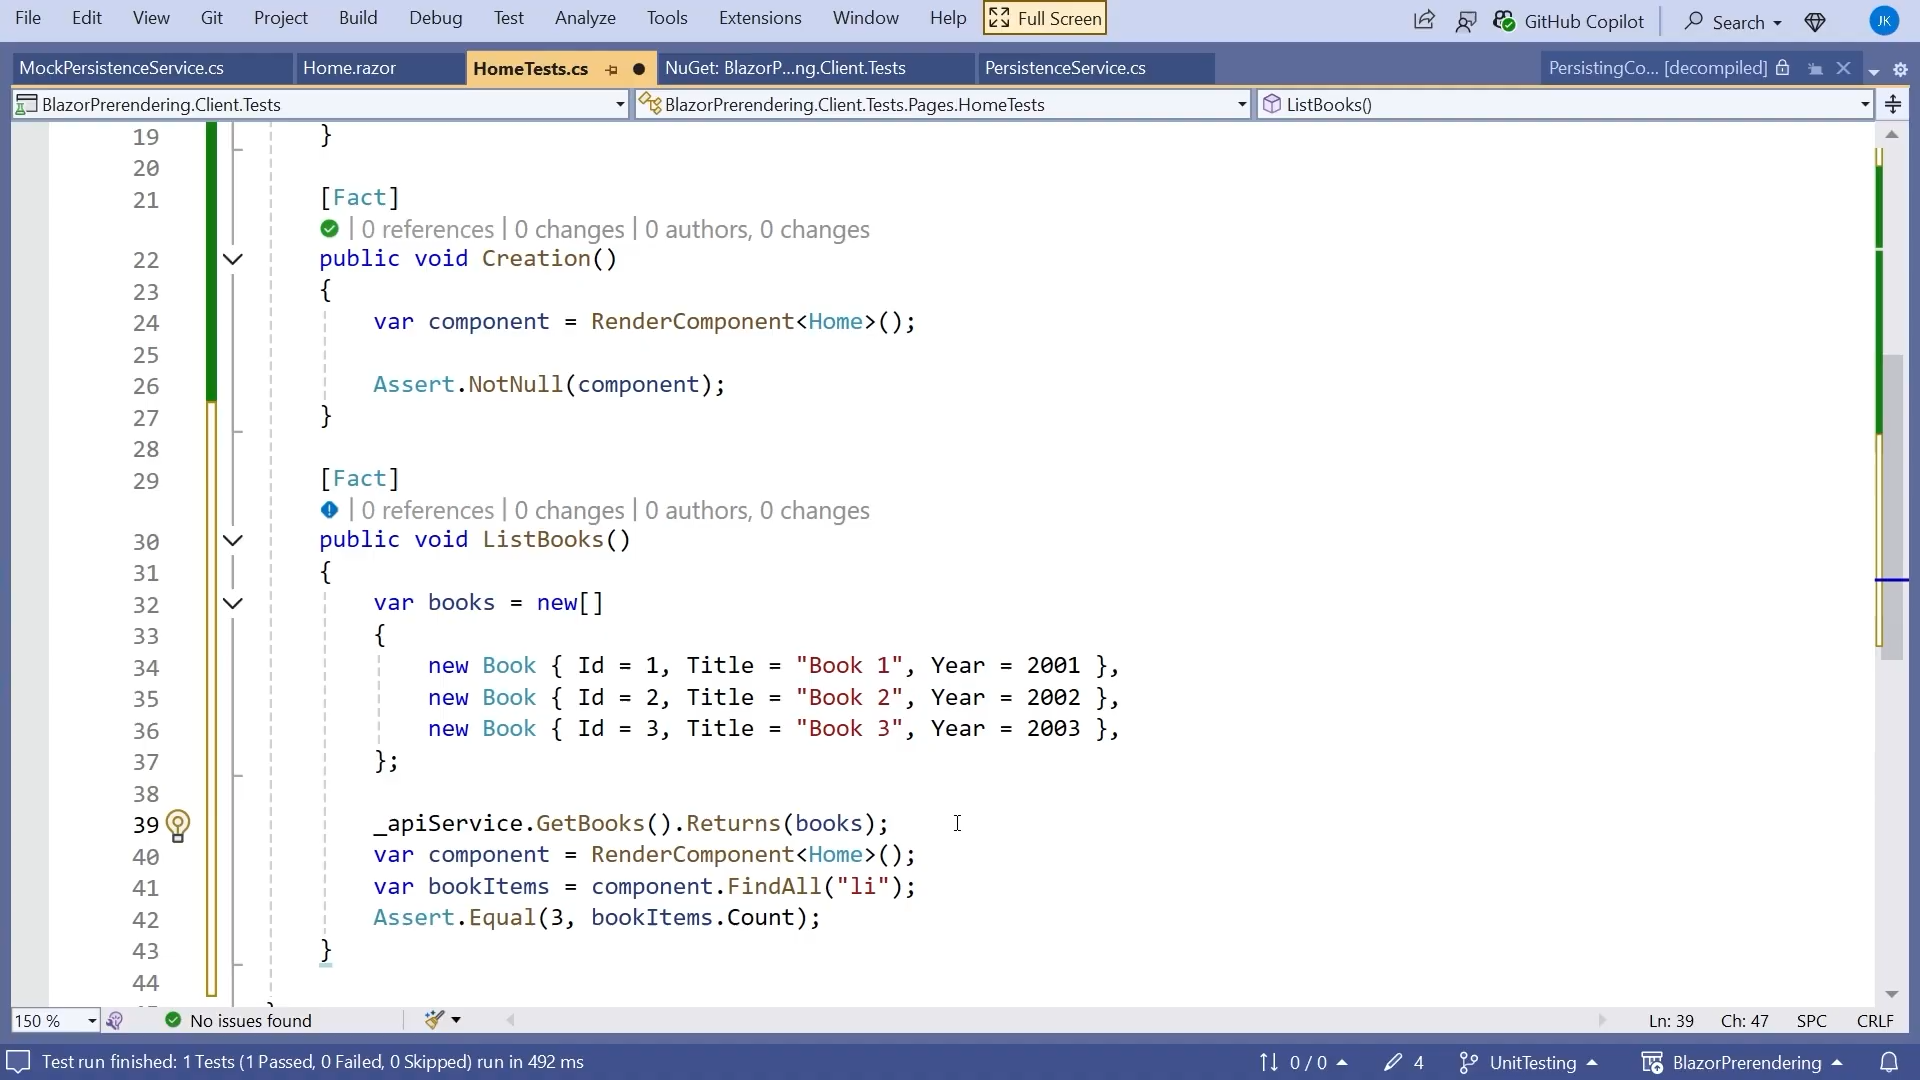 File Edit View Git Project Build Debug Test Analyze Tools Extensions Window Help Full Screen GitHub Copilot Search JK
MockPersistenceService.cs Home.razor HomeTests.cs NuGet: BlazorP...ng.Client.Tests PersistenceService.cs PersistingCo... [decompiled]
BlazorPrerendering.Client.Tests BlazorPrerendering.Client.Tests.Pages.HomeTests ListBooks()
19 }
20
21 [Fact]
| 0 references | 0 changes | 0 authors, 0 changes
22 public void Creation()
23 {
24 var component = RenderComponent<Home>();
25
26 Assert.NotNull(component);
27 }
28
29 [Fact]
| 0 references | 0 changes | 0 authors, 0 changes
30 public void ListBooks()
31 {
32 var books = new[]
33 {
34 new Book { Id = 1, Title = "Book 1", Year = 2001 },
35 new Book { Id = 2, Title = "Book 2", Year = 2002 },
36 new Book { Id = 3, Title = "Book 3", Year = 2003 },
37 };
38
39 _apiService.GetBooks().Returns(books);
40 var component = RenderComponent<Home>();
41 var bookItems = component.FindAll("li");
42 Assert.Equal(3, bookItems.Count);
43 }
44
150 % No issues found Ln: 39 Ch: 47 SPC CRLF
Test run finished: 1 Tests (1 Passed, 0 Failed, 0 Skipped) run in 492 ms 0 / 0 4 UnitTesting BlazorPrerendering